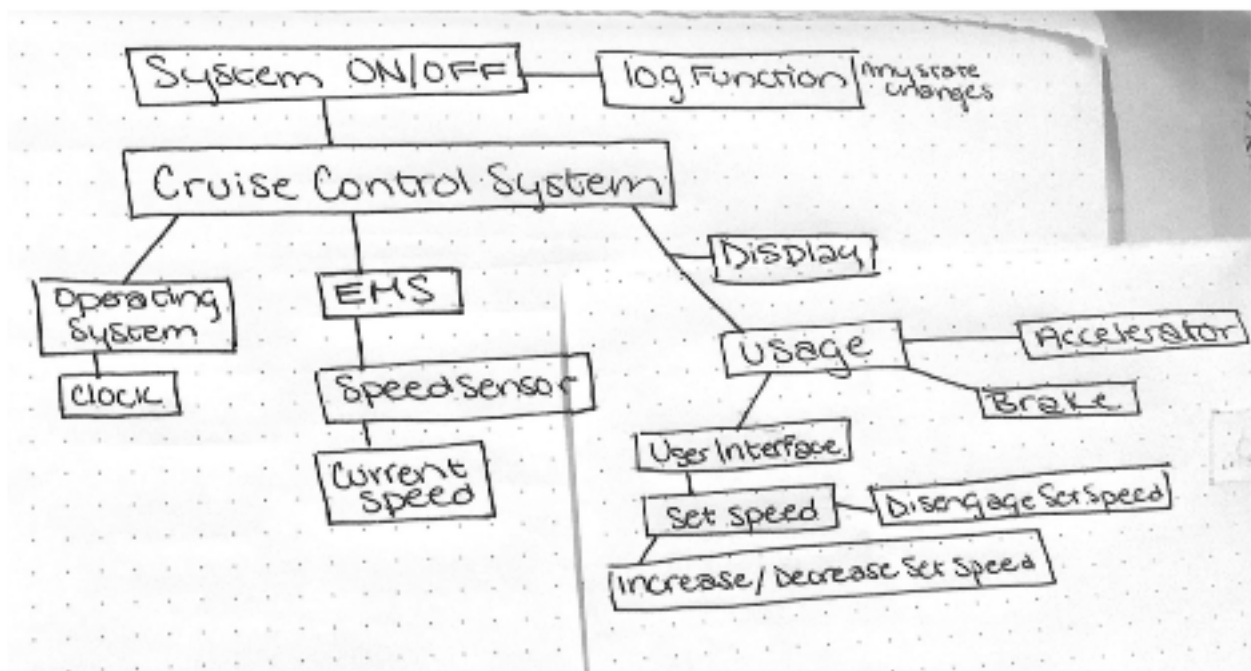 System ON/OFF
log Function
Any state
changes
Cruise Control System
Display
Operating
System
EMS
Usage
Accelerator
Clock
Speed Sensor
Brake
User Interface
Current
Speed
Set Speed
Disengage Set Speed
Increase/Decrease Set Speed